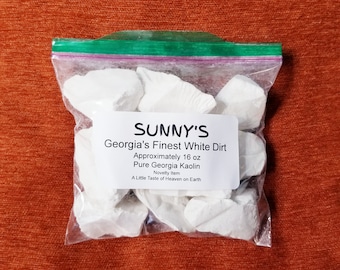 SUNNY'S
Georgia's Finest White Dirt
Approximately 16 oz
Pure Georgia Kaolin
Novelty Item
A Little Taste of Heaven on Earth